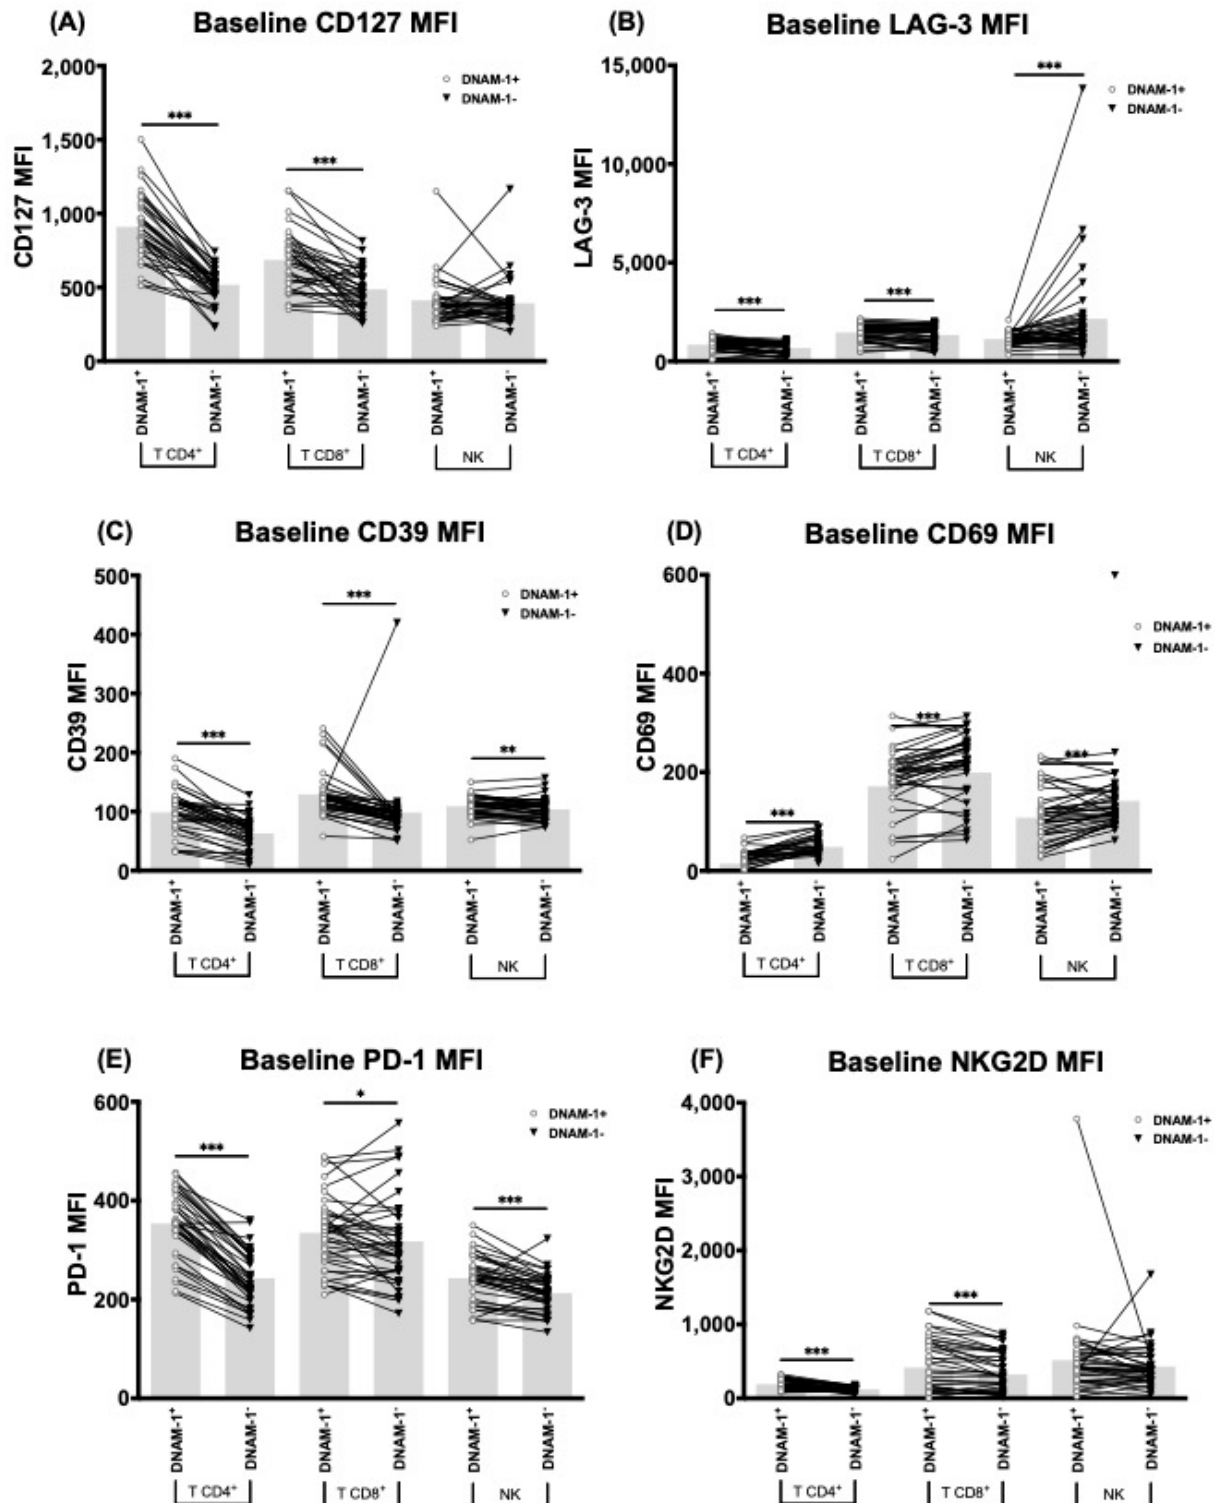 (A) Baseline CD127 MFI
CD127 MFI
2,000
1,500
1,000
500
0
DNAM-1+
DNAM-1-
***
***
DNAM-1⁺
DNAM-1⁻
DNAM-1⁺
DNAM-1⁻
DNAM-1⁺
DNAM-1⁻
T CD4⁺
T CD8⁺
NK
(B) Baseline LAG-3 MFI
LAG-3 MFI
15,000
10,000
5,000
0
DNAM-1+
DNAM-1-
***
***
***
DNAM-1⁺
DNAM-1⁻
DNAM-1⁺
DNAM-1⁻
DNAM-1⁺
DNAM-1⁻
T CD4⁺
T CD8⁺
NK
(C) Baseline CD39 MFI
CD39 MFI
500
400
300
200
100
0
DNAM-1+
DNAM-1-
***
***
**
DNAM-1⁺
DNAM-1⁻
DNAM-1⁺
DNAM-1⁻
DNAM-1⁺
DNAM-1⁻
T CD4⁺
T CD8⁺
NK
(D) Baseline CD69 MFI
CD69 MFI
600
400
200
0
DNAM-1+
DNAM-1-
***
***
***
DNAM-1⁺
DNAM-1⁻
DNAM-1⁺
DNAM-1⁻
DNAM-1⁺
DNAM-1⁻
T CD4⁺
T CD8⁺
NK
(E) Baseline PD-1 MFI
PD-1 MFI
600
400
200
0
DNAM-1+
DNAM-1-
***
*
***
DNAM-1⁺
DNAM-1⁻
DNAM-1⁺
DNAM-1⁻
DNAM-1⁺
DNAM-1⁻
T CD4⁺
T CD8⁺
NK
(F) Baseline NKG2D MFI
NKG2D MFI
4,000
3,000
2,000
1,000
0
DNAM-1+
DNAM-1-
***
***
DNAM-1⁺
DNAM-1⁻
DNAM-1⁺
DNAM-1⁻
DNAM-1⁺
DNAM-1⁻
T CD4⁺
T CD8⁺
NK